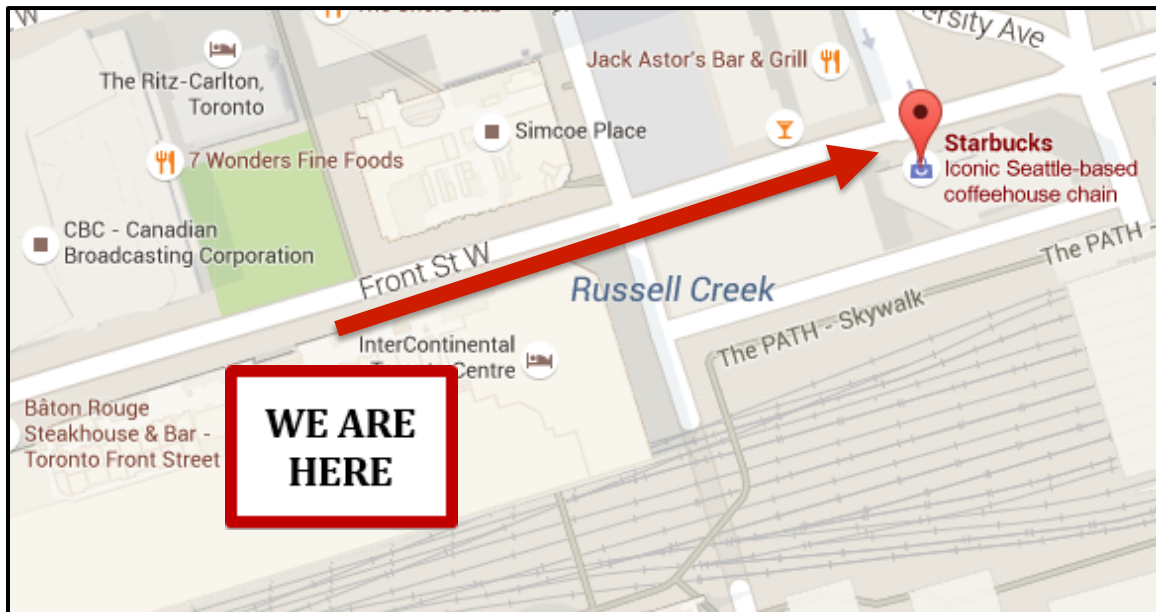 W
The Ritz-Carlton,
Toronto
7 Wonders Fine Foods
CBC - Canadian
Broadcasting Corporation
Simcoe Place
Jack Astor's Bar & Grill
Ave
Starbucks
Iconic Seattle-based
coffeehouse chain
Front St W
Russell Creek
The PATH -
The PATH - Skywalk
InterContinental
Centre
Bâton Rouge
Steakhouse & Bar -
Toronto Front Street
WE ARE
HERE